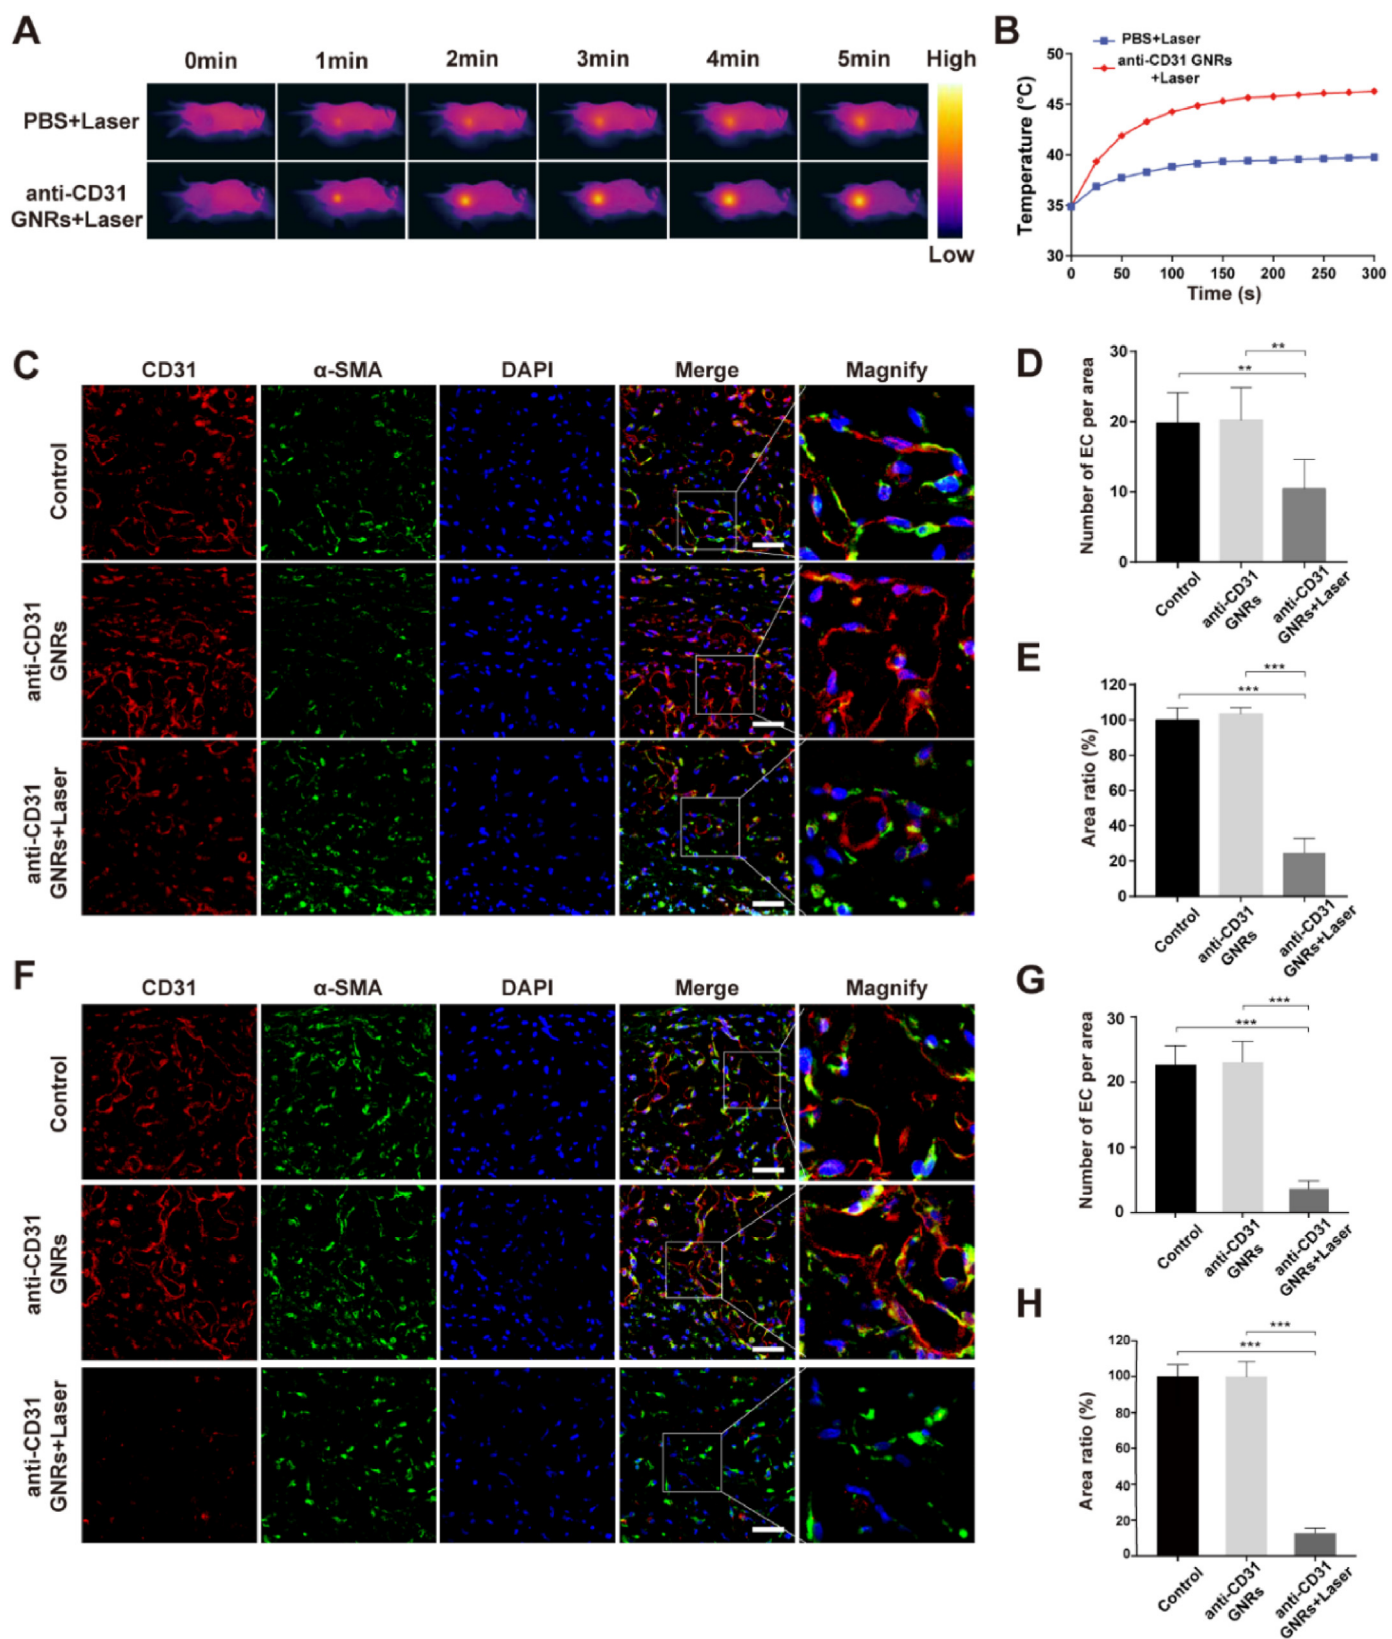 A
0min 1min 2min 3min 4min 5min High
PBS+Laser
anti-CD31
GNRs+Laser
Low
B
PBS+Laser
anti-CD31 GNRs
+Laser
50
45
40
35
30
Temperature (°C)
0 50 100 150 200 250 300
Time (s)
C
CD31 α-SMA DAPI Merge Magnify
Control
anti-CD31
GNRs
anti-CD31
GNRs+Laser
D
**
**
30
20
10
0
Number of EC per area
Control
anti-CD31
GNRs
anti-CD31
GNRs+Laser
E
***
***
120
100
80
60
40
20
0
Area ratio (%)
Control
anti-CD31
GNRs
anti-CD31
GNRs+Laser
F
CD31 α-SMA DAPI Merge Magnify
Control
anti-CD31
GNRs
anti-CD31
GNRs+Laser
G
***
***
30
20
10
0
Number of EC per area
Control
anti-CD31
GNRs
anti-CD31
GNRs+Laser
H
***
***
120
100
80
60
40
20
0
Area ratio (%)
Control
anti-CD31
GNRs
anti-CD31
GNRs+Laser